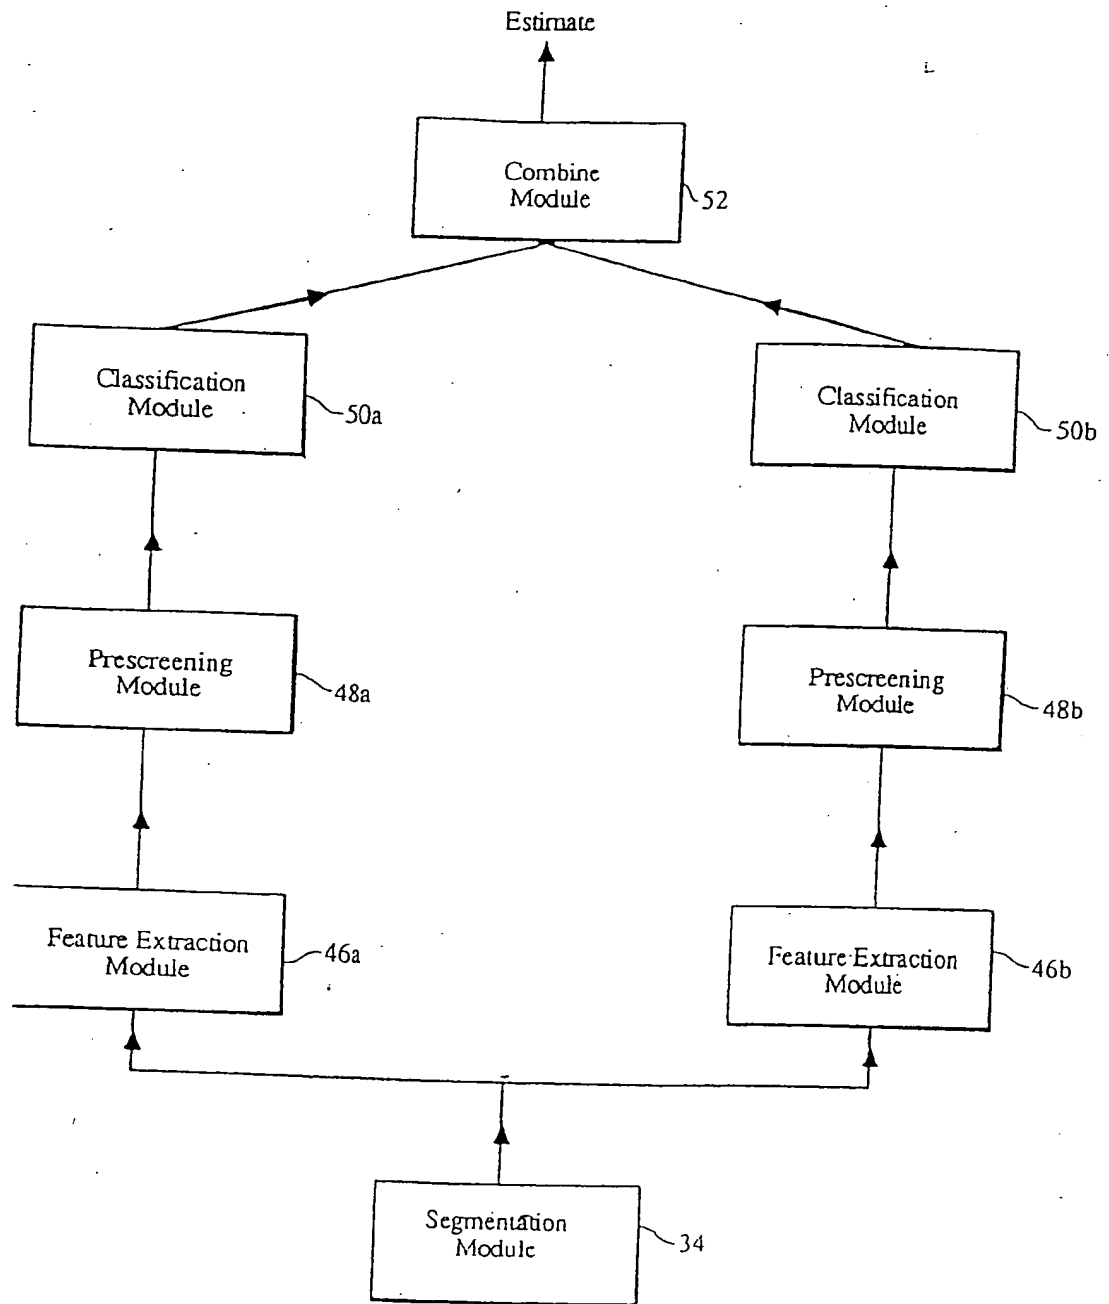 Estimate
Combine
Module
52
Classification
Module
50a
Classification
Module
50b
Prescreening
Module
48a
Prescreening
Module
48b
Feature Extraction
Module
46a
Feature Extraction
Module
46b
Segmentation
Module
34